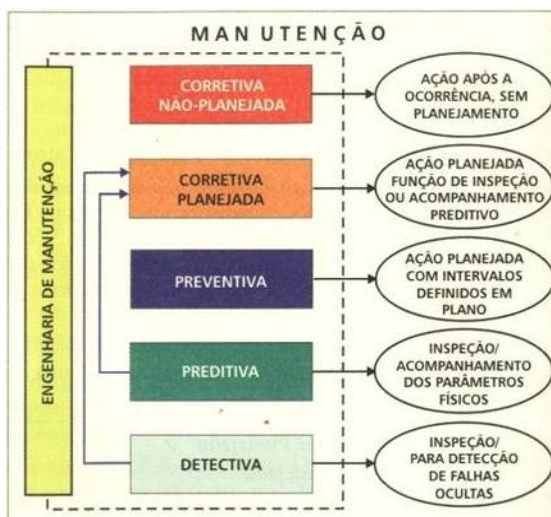 MANUTENÇÃO
ENGENHARIA DE MANUTENÇÃO
CORRETIVA
NÃO-PLANEJADA
AÇÃO APÓS A
OCORRÊNCIA, SEM
PLANEJAMENTO
CORRETIVA
PLANEJADA
AÇÃO PLANEJADA
FUNÇÃO DE INSPEÇÃO
OU ACOMPANHAMENTO
PREDITIVO
PREVENTIVA
AÇÃO PLANEJADA
COM INTERVALOS
DEFINIDOS EM
PLANO
PREDITIVA
INSPEÇÃO/
ACOMPANHAMENTO
DOS PARÂMETROS
FÍSICOS
DETECTIVA
INSPEÇÃO/
PARA DETECÇÃO
DE FALHAS
OCULTAS